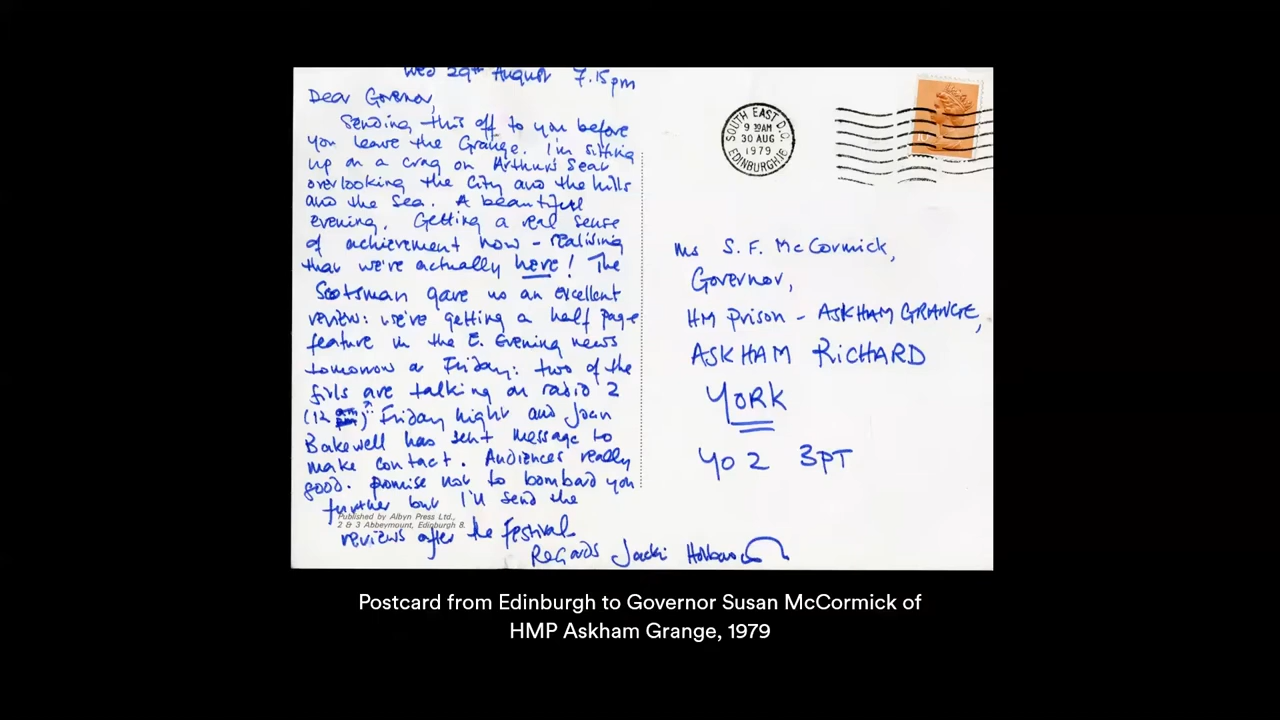 Wed 29th August 7.15pm
Dear Govenor,
Sending this off to you before
you leave the Grange. I'm sitting
up on a crag on Arthur's Seat
overlooking the City and the hills
and the Sea. A beautiful
evening. Getting a real sense
of achievement now - realising
that we're actually here! The
Scotsman gave us an excellent
review: we're getting a half page
feature in the E. Evening news
tomorrow or Friday: two of the
girls are talking on radio 2
(12 Friday night and Joan
Bakewell has sent message to
make contact. Audiences really
good. promise not to bombard you
further but I'll send the
reviews after the Festival
Regards Jacki Holborough
Published by Albyn Press Ltd.,
2 & 3 Abbeymount, Edinburgh 8.
SOUTH EAST D.O.
9 30AM
30 AUG
1979
EDINBURGH
Ms S. F. McCormick,
Governor,
HM Prison - ASKHAM GRANGE,
ASKHAM RICHARD
YORK
YO2 3PT
Postcard from Edinburgh to Governor Susan McCormick of
HMP Askham Grange, 1979